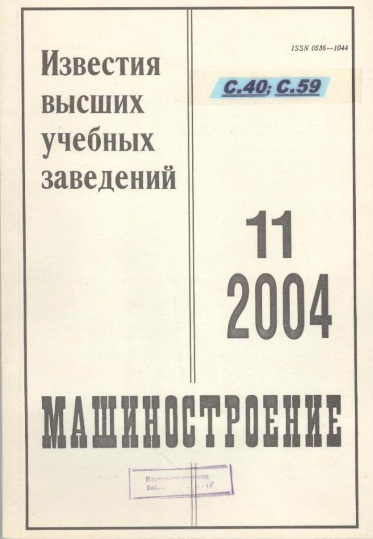 ISSN 0536—1044
Известия
высших
учебных
заведений
С.40; С.59
11
2004
МАШИНОСТРОЕНИЕ